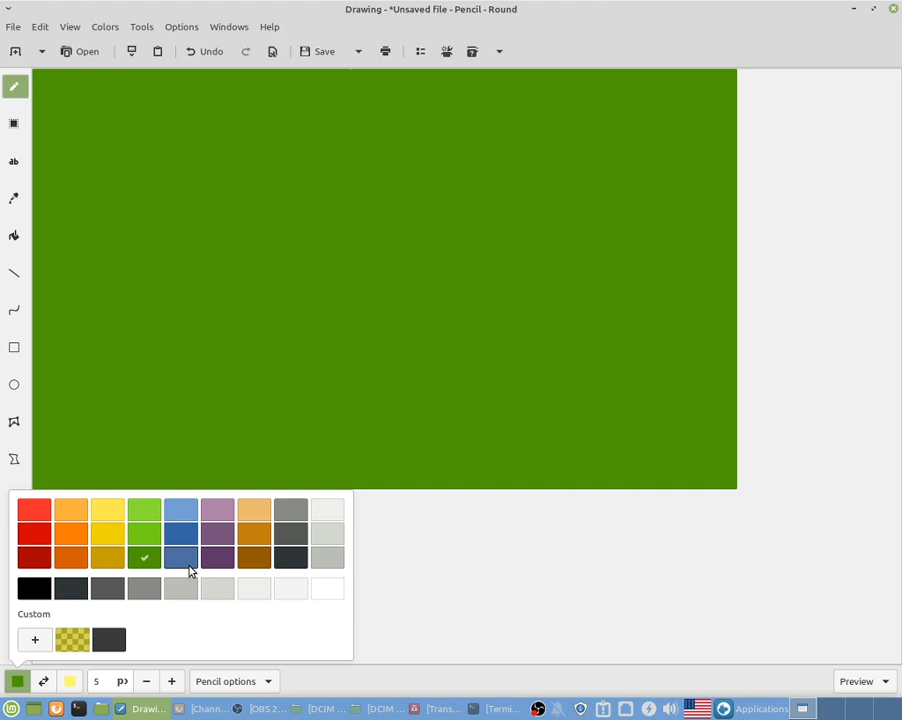 Drawing - *Unsaved file - Pencil - Round
File Edit View Colors Tools Options Windows Help
Open Undo Save
ab
Custom
+
5 px Pencil options Preview
Drawi... [Chann... [OBS 2... [DCIM ... [DCIM ... [Trans... [Termi... Applications